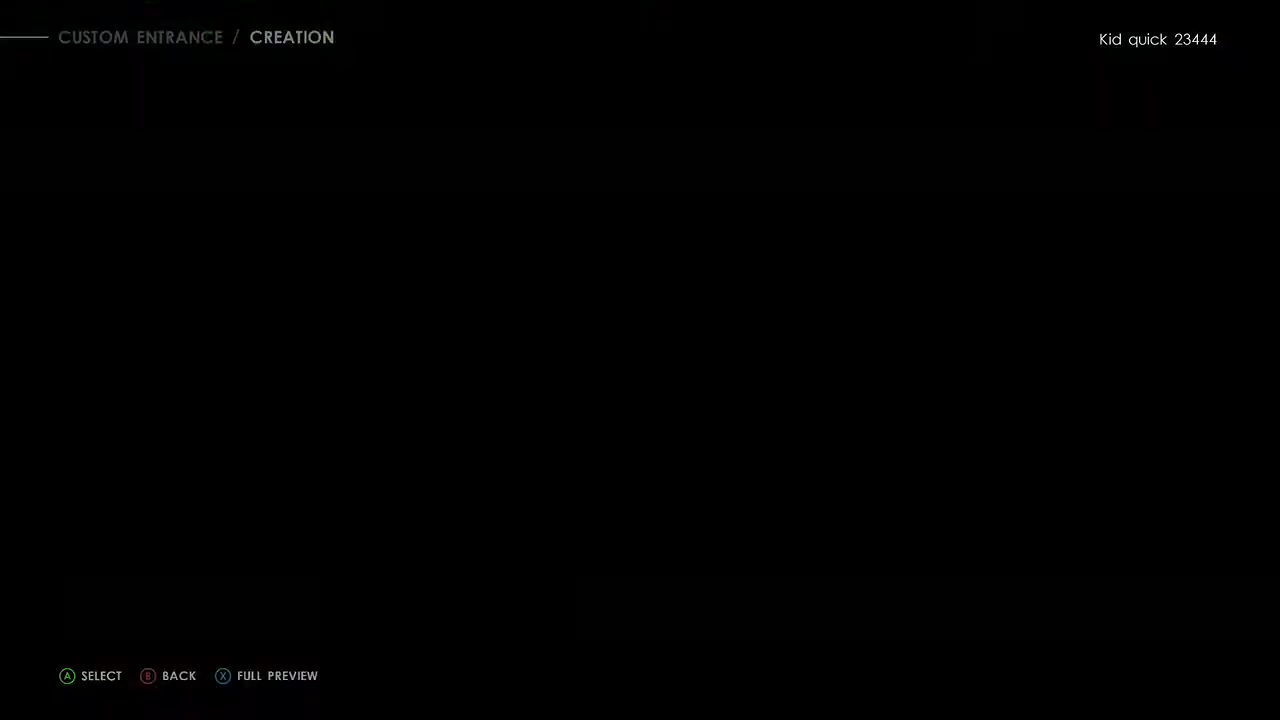 CUSTOM ENTRANCE / CREATION
Kid quick 23444
A SELECT B BACK X FULL PREVIEW